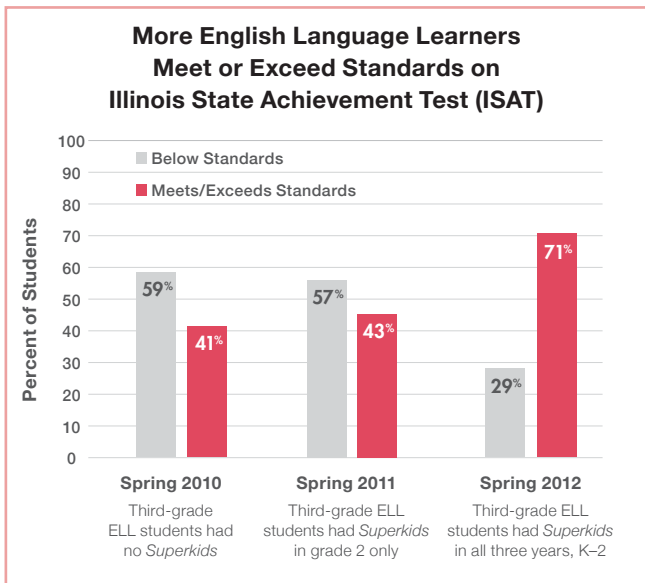 More English Language Learners
Meet or Exceed Standards on
Illinois State Achievement Test (ISAT)
Percent of Students
100
90
80
70
60
50
40
30
20
10
0
Below Standards
Meets/Exceeds Standards
59%
41%
57%
43%
29%
71%
Spring 2010
Third-grade
ELL students had
no Superkids
Spring 2011
Third-grade ELL
students had Superkids
in grade 2 only
Spring 2012
Third-grade ELL
students had Superkids
in all three years, K–2